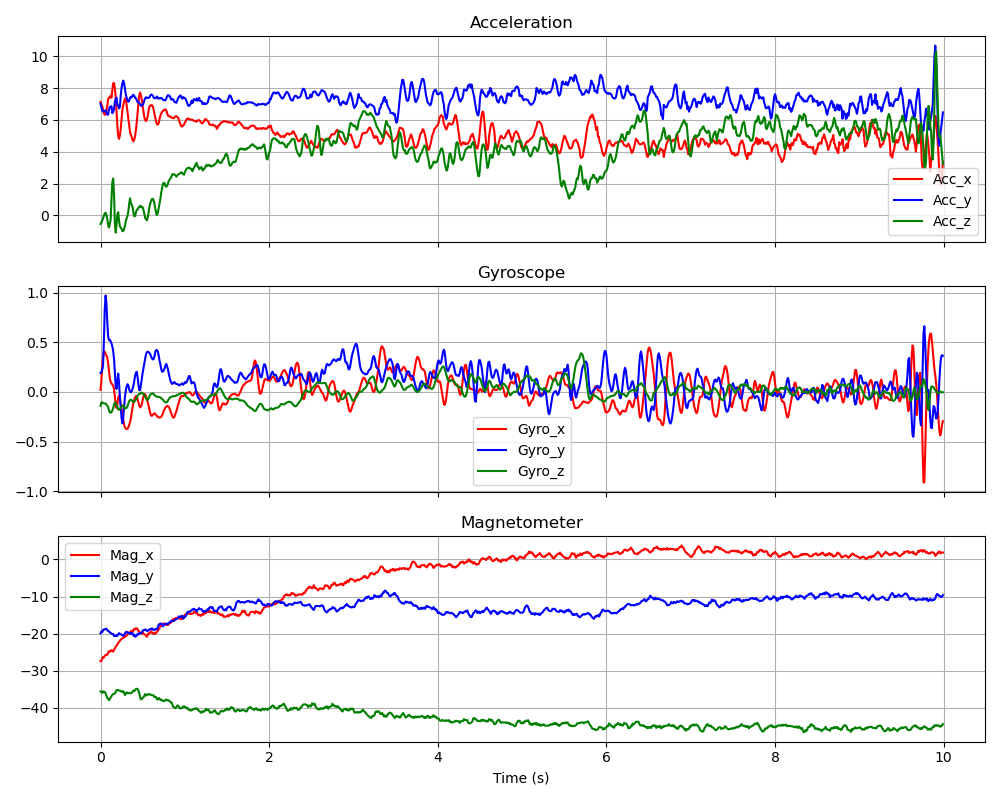 Acceleration
10
8
6
4
2
0
Acc_x
Acc_y
Acc_z
Gyroscope
1.0
0.5
0.0
−0.5
−1.0
Gyro_x
Gyro_y
Gyro_z
Magnetometer
0
−10
−20
−30
−40
Mag_x
Mag_y
Mag_z
0 2 4 6 8 10
Time (s)